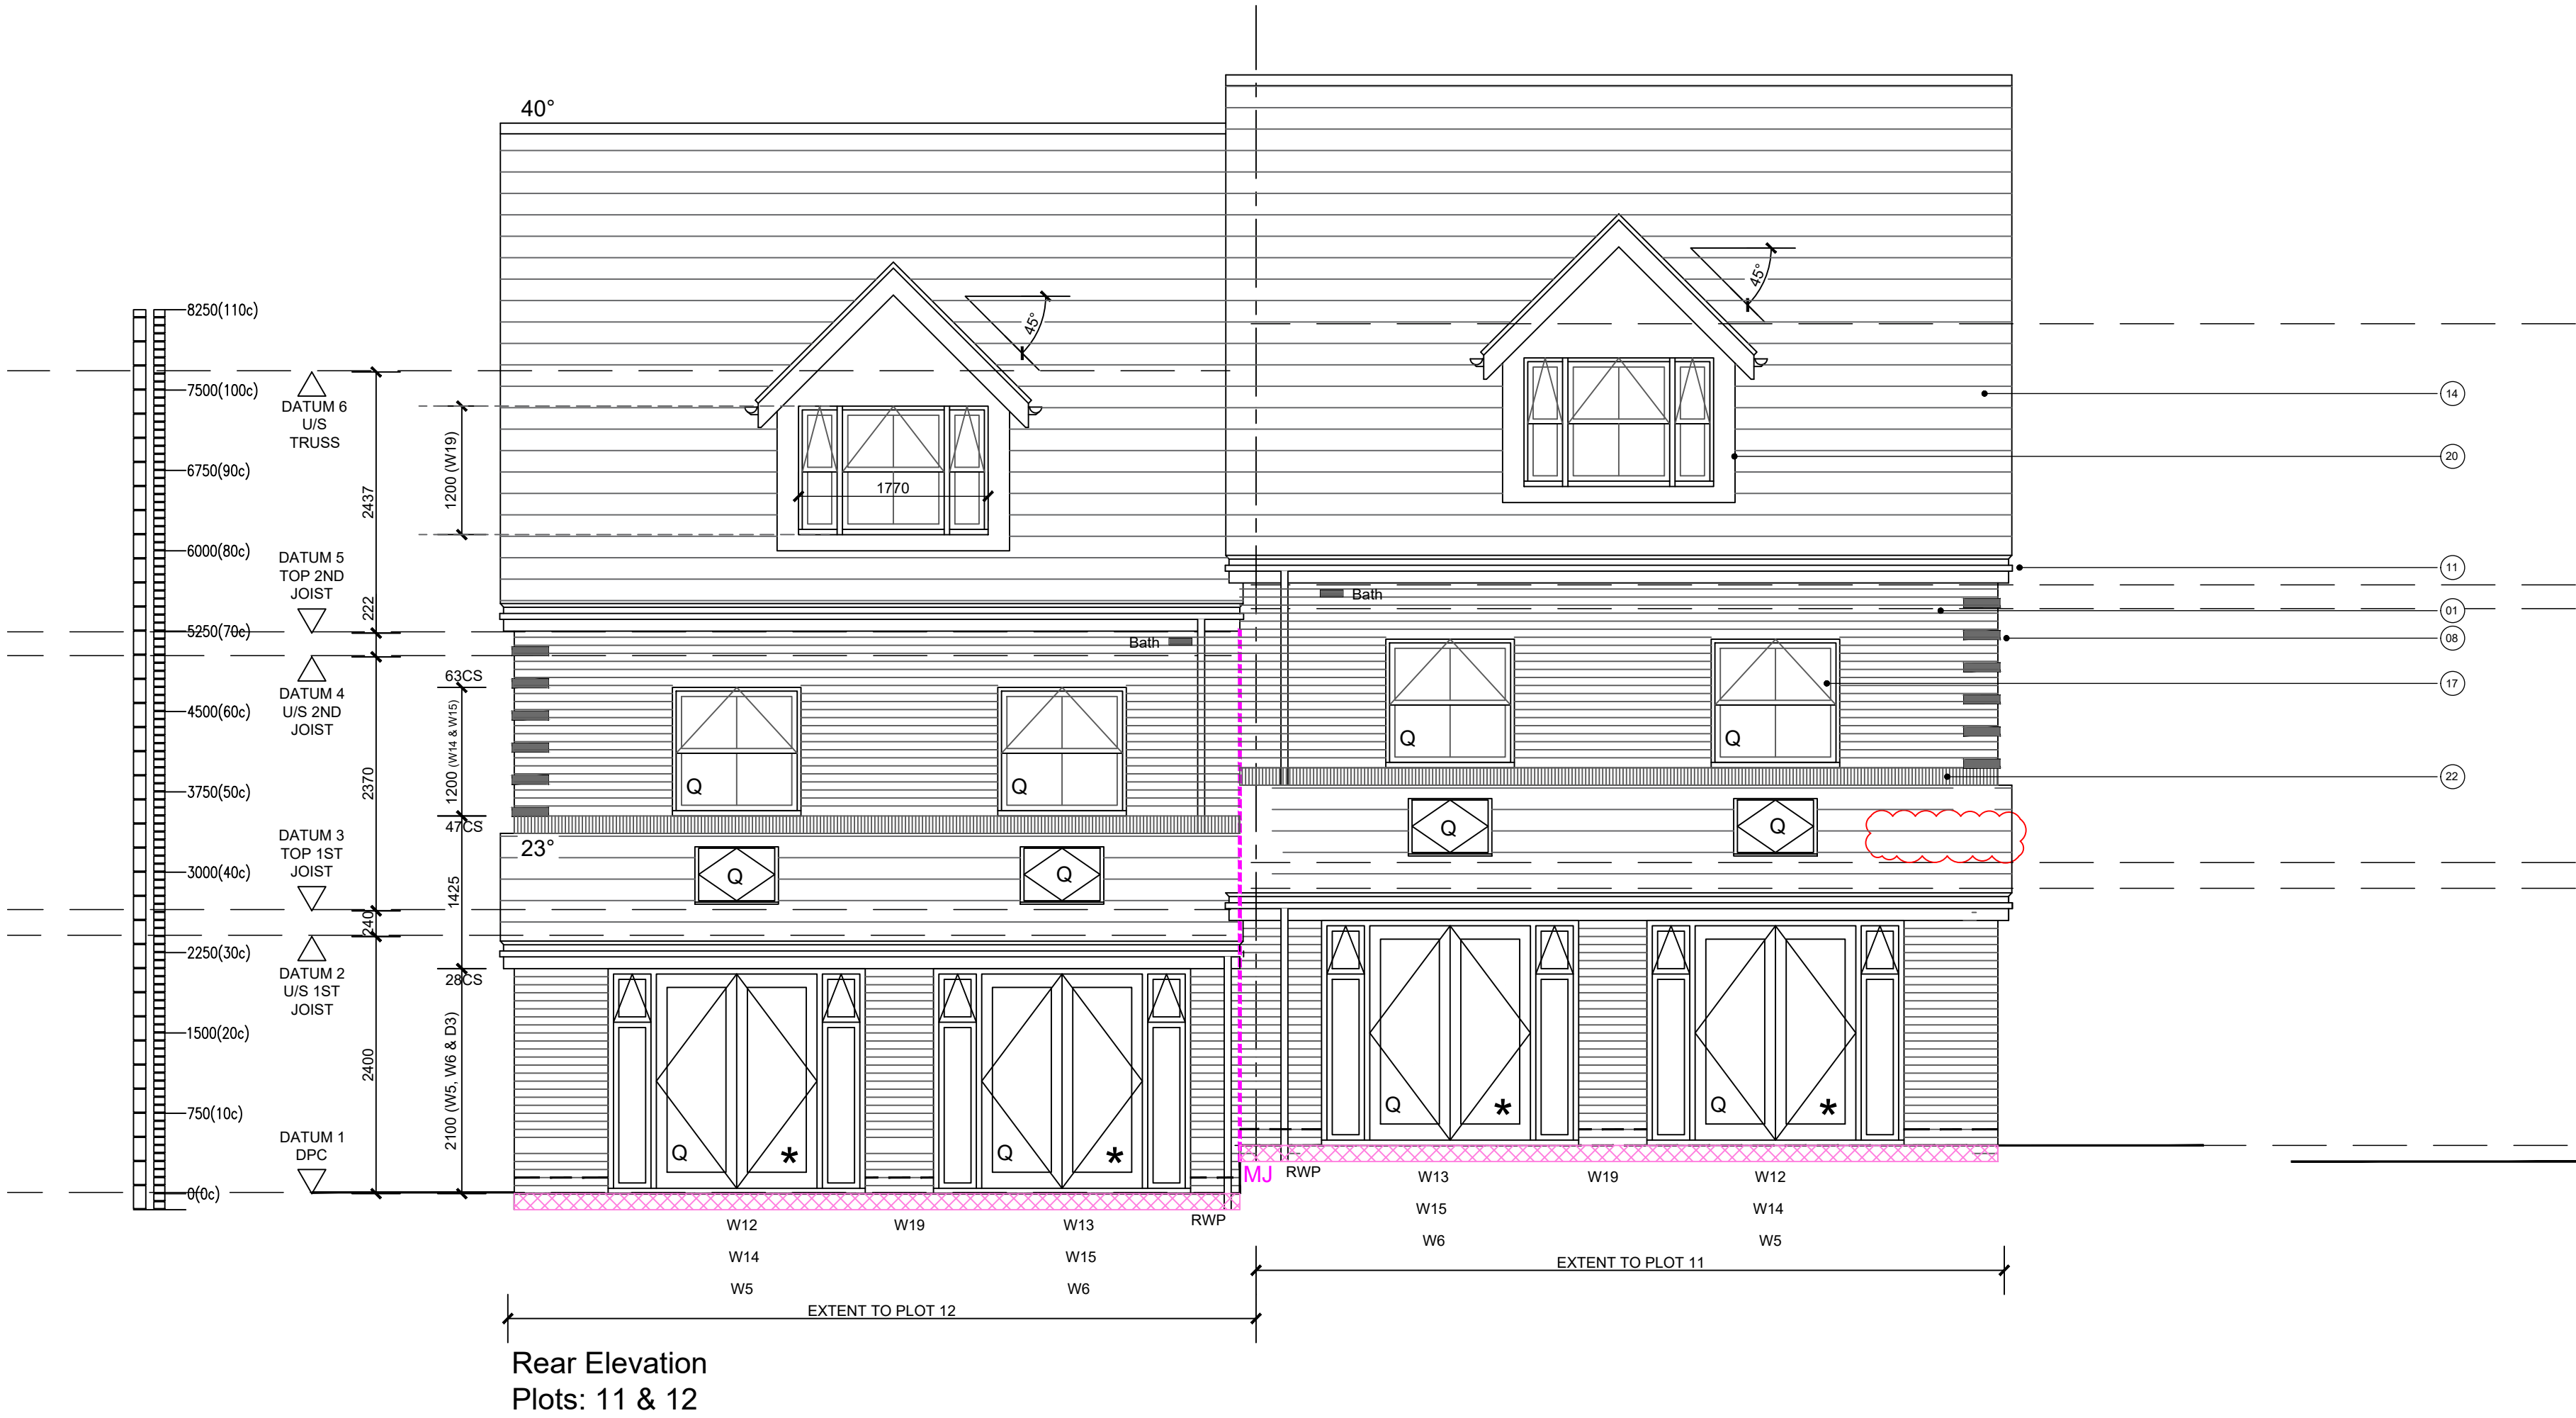 40°
45°
45°
8250(110c)
7500(100c)
6750(90c)
6000(80c)
5250(70c)
4500(60c)
3750(50c)
3000(40c)
2250(30c)
1500(20c)
750(10c)
0(0c)
DATUM 6
U/S
TRUSS
DATUM 5
TOP 2ND
JOIST
DATUM 4
U/S 2ND
JOIST
DATUM 3
TOP 1ST
JOIST
DATUM 2
U/S 1ST
JOIST
DATUM 1
DPC
2437
222
2370
240
2400
1200 (W19)
63CS
1200 (W14 & W15)
47CS
1425
28CS
2100 (W5, W6 & D3)
1770
Bath
Bath
23°
Q
Q
Q
Q
Q
Q
Q
Q
Q
*
Q
*
Q
*
Q
*
14
20
11
01
08
17
22
MJ
RWP
RWP
W13
W19
W12
W15
W14
W6
W5
W12
W19
W13
W14
W15
W5
W6
EXTENT TO PLOT 11
EXTENT TO PLOT 12
Rear Elevation
Plots: 11 & 12